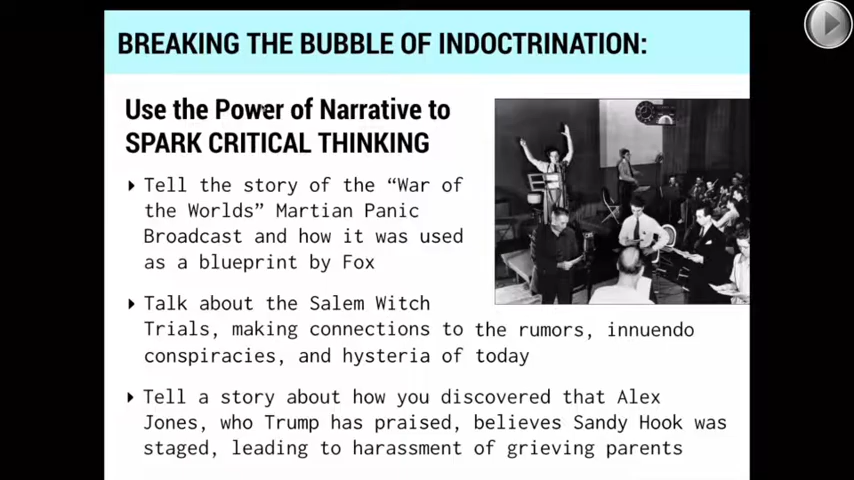 BREAKING THE BUBBLE OF INDOCTRINATION:
Use the Power of Narrative to
SPARK CRITICAL THINKING
Tell the story of the “War of
the Worlds” Martian Panic
Broadcast and how it was used
as a blueprint by Fox
Talk about the Salem Witch
Trials, making connections to the rumors, innuendo
conspiracies, and hysteria of today
Tell a story about how you discovered that Alex
Jones, who Trump has praised, believes Sandy Hook was
staged, leading to harassment of grieving parents